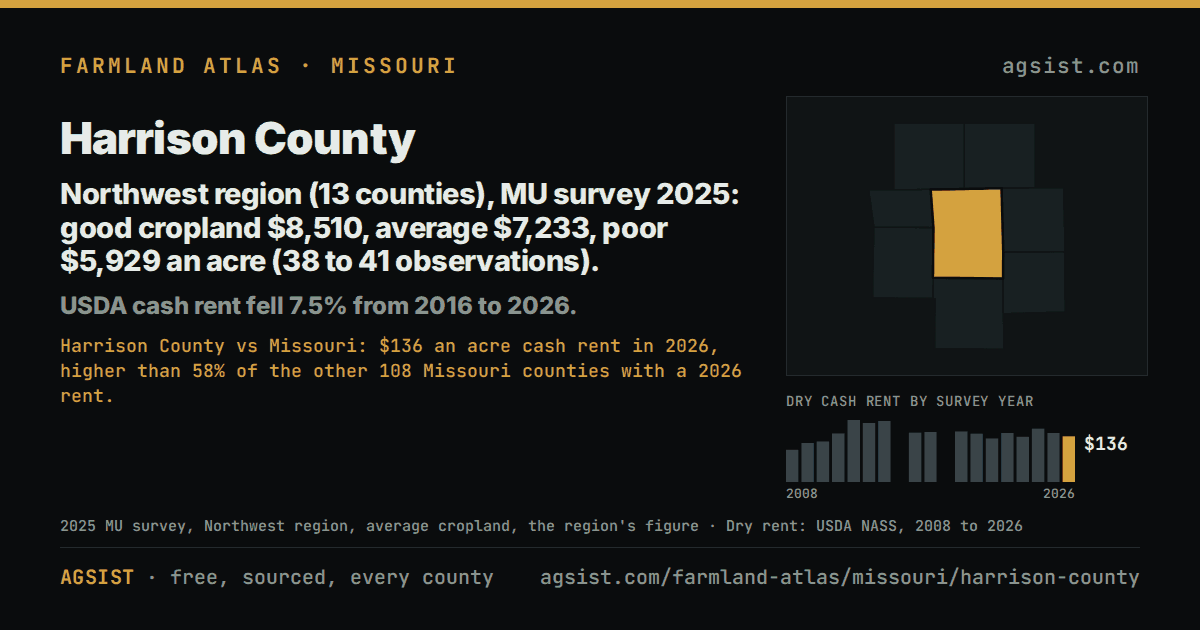 FARMLAND ATLAS · MISSOURI
agsist.com
Harrison County
Northwest region (13 counties), MU survey 2025:
good cropland $8,510, average $7,233, poor
$5,929 an acre (38 to 41 observations).
USDA cash rent fell 7.5% from 2016 to 2026.
Harrison County vs Missouri: $136 an acre cash rent in 2026,
higher than 58% of the other 108 Missouri counties with a 2026
rent.
DRY CASH RENT BY SURVEY YEAR
$136
2008
2026
2025 MU survey, Northwest region, average cropland, the region's figure · Dry rent: USDA NASS, 2008 to 2026
AGSIST · free, sourced, every county
agsist.com/farmland-atlas/missouri/harrison-county